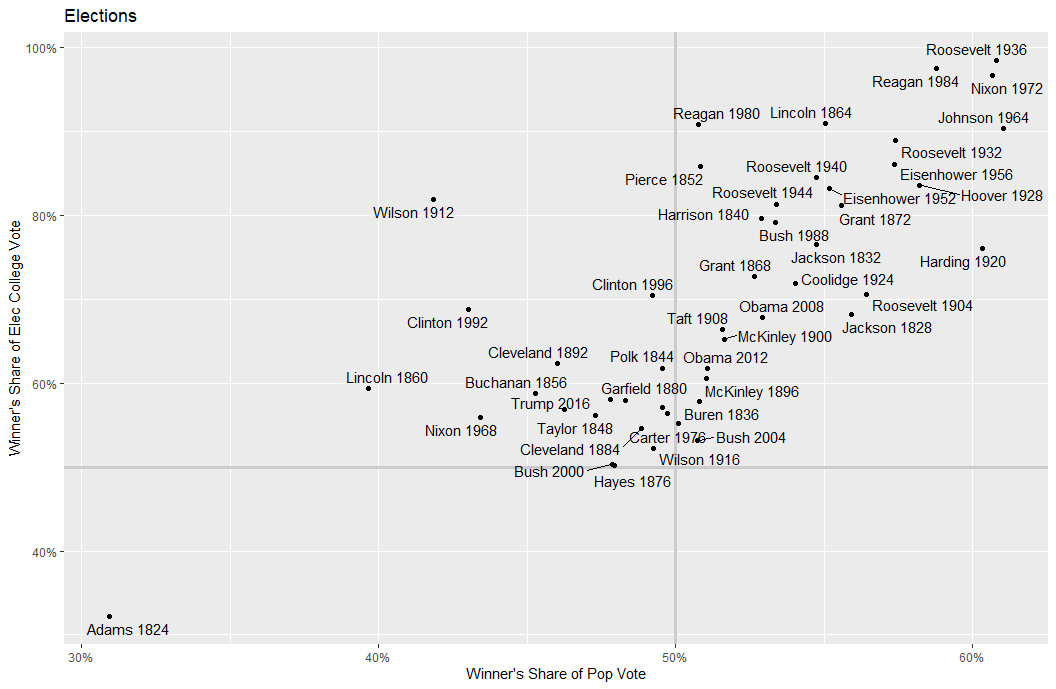 Elections
100%
Roosevelt 1936
Reagan 1984
Nixon 1972
Reagan 1980
Lincoln 1864
Johnson 1964
Roosevelt 1932
Roosevelt 1940
Eisenhower 1956
Pierce 1852
Roosevelt 1944
Hoover 1928
Eisenhower 1952
80%
Wilson 1912
Harrison 1840
Grant 1872
Bush 1988
Jackson 1832
Harding 1920
Grant 1868
Coolidge 1924
Clinton 1996
Obama 2008
Roosevelt 1904
Clinton 1992
Taft 1908
Jackson 1828
McKinley 1900
Cleveland 1892
Polk 1844
Obama 2012
60%
Lincoln 1860
Buchanan 1856
Garfield 1880
McKinley 1896
Trump 2016
Buren 1836
Nixon 1968
Taylor 1848
Carter 1976
Bush 2004
Cleveland 1884
Wilson 1916
Bush 2000
Hayes 1876
40%
Adams 1824
30%
40%
50%
60%
Winner's Share of Pop Vote
Winner's Share of Elec College Vote